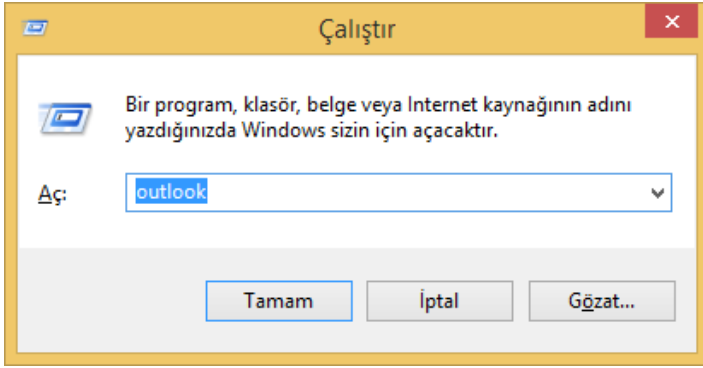 Çalıştır
Bir program, klasör, belge veya Internet kaynağının adını
yazdığınızda Windows sizin için açacaktır.
Aç: outlook
Tamam İptal Gözat...